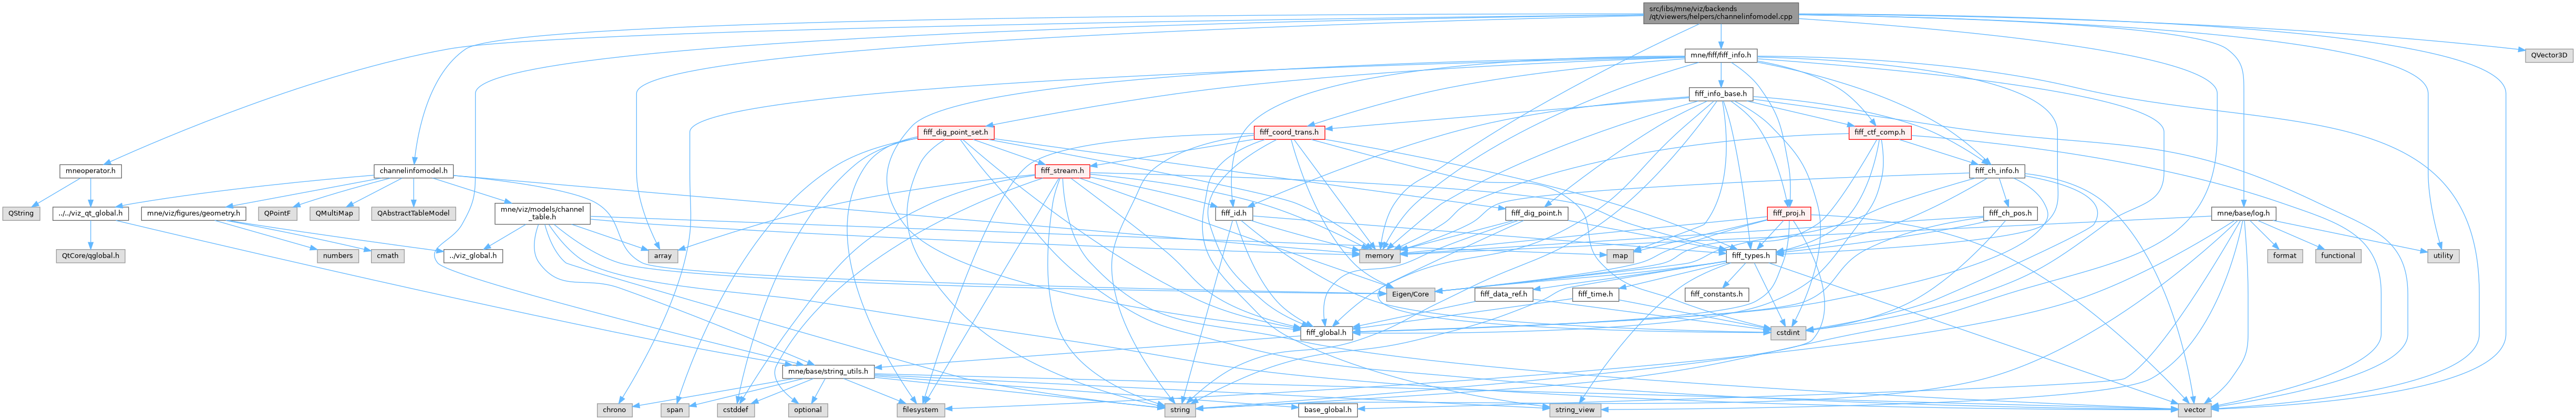 src/libs/mne/viz/backends
/qt/viewers/helpers/channelinfomodel.cpp
mne/fiff/fiff_info.h
QVector3D
fiff_info_base.h
fiff_dig_point_set.h
fiff_coord_trans.h
fiff_ctf_comp.h
mneoperator.h
channelinfomodel.h
fiff_stream.h
fiff_ch_info.h
QString
../../viz_qt_global.h
mne/viz/figures/geometry.h
QPointF
QMultiMap
QAbstractTableModel
mne/viz/models/channel
_table.h
fiff_id.h
fiff_dig_point.h
fiff_proj.h
fiff_ch_pos.h
mne/base/log.h
QtCore/qglobal.h
numbers
cmath
../viz_global.h
array
memory
map
fiff_types.h
format
functional
utility
Eigen/Core
fiff_data_ref.h
fiff_time.h
fiff_constants.h
fiff_global.h
cstdint
mne/base/string_utils.h
chrono
span
cstddef
optional
filesystem
string
base_global.h
string_view
vector